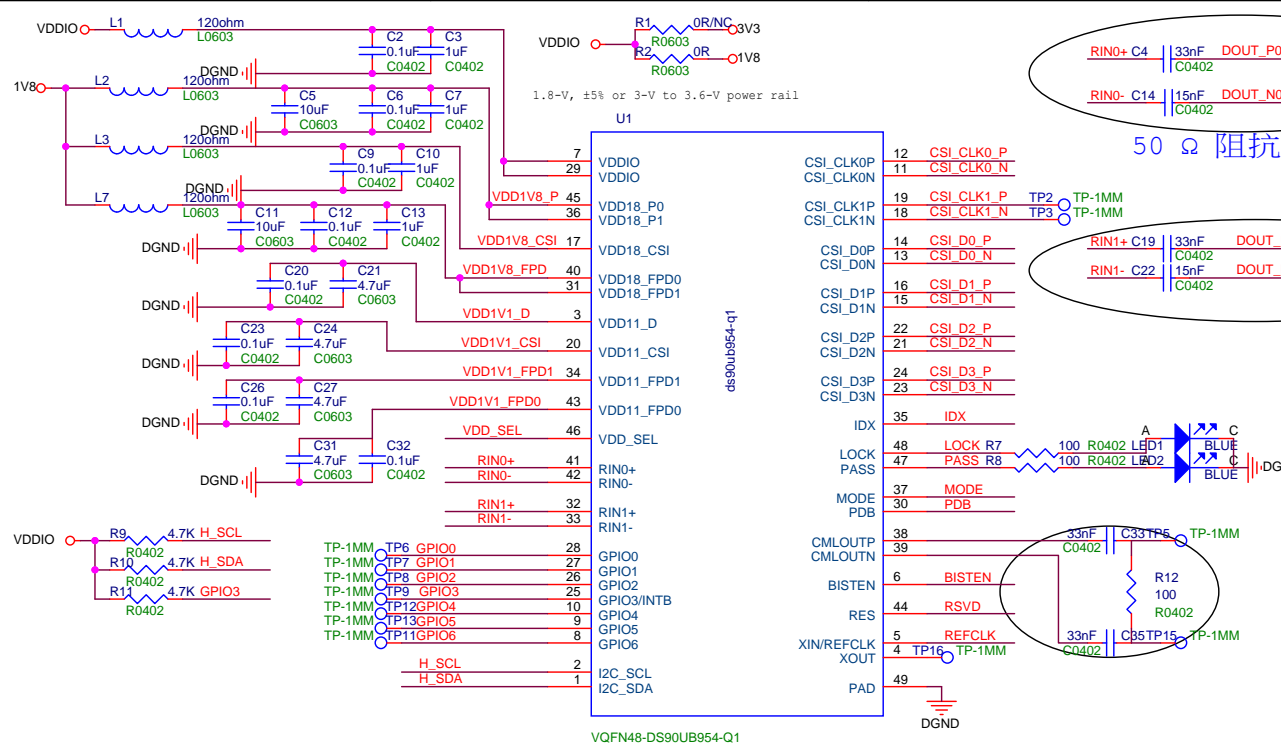 VDDIO L1 120ohm L0603
C2 0.1uF C0402
C3 1uF C0402
DGND
1V8 L2 120ohm L0603
C5 10uF C0603
C6 0.1uF C0402
C7 1uF C0402
DGND
L3 120ohm L0603
C9 0.1uF C0402
C10 1uF C0402
DGND
L7 120ohm L0603
C11 10uF C0603
C12 0.1uF C0402
C13 1uF C0402
DGND
C20 0.1uF C0402
C21 4.7uF C0603
DGND
C23 0.1uF C0402
C24 4.7uF C0603
DGND
C26 0.1uF C0402
C27 4.7uF C0603
DGND
C31 4.7uF C0603
C32 0.1uF C0402
DGND
VDDIO
R1 0R/NC 3V3
R0603
R2 0R 1V8
R0603
1.8-V, ±5% or 3-V to 3.6-V power rail
U1
ds90ub954-q1
7 VDDIO
29 VDDIO
VDD1V8_P 45 VDD18_P0
36 VDD18_P1
VDD1V8_CSI 17 VDD18_CSI
VDD1V8_FPD 40 VDD18_FPD0
31 VDD18_FPD1
VDD1V1_D 3 VDD11_D
VDD1V1_CSI 20 VDD11_CSI
VDD1V1_FPD1 34 VDD11_FPD1
VDD1V1_FPD0 43 VDD11_FPD0
VDD_SEL 46 VDD_SEL
RIN0+ 41 RIN0+
RIN0- 42 RIN0-
RIN1+ 32 RIN1+
RIN1- 33 RIN1-
TP-1MM TP6 GPIO0 28 GPIO0
TP-1MM TP7 GPIO1 27 GPIO1
TP-1MM TP8 GPIO2 26 GPIO2
TP-1MM TP9 GPIO3 25 GPIO3/INTB
TP-1MM TP12 GPIO4 10 GPIO4
TP-1MM TP13 GPIO5 9 GPIO5
TP-1MM TP11 GPIO6 8 GPIO6
H_SCL 2 I2C_SCL
H_SDA 1 I2C_SDA
VDDIO
R9 4.7K H_SCL
R0402
R10 4.7K H_SDA
R0402
R11 4.7K GPIO3
R0402
CSI_CLK0P 12 CSI_CLK0_P
CSI_CLK0N 11 CSI_CLK0_N
CSI_CLK1P 19 CSI_CLK1_P TP2 TP-1MM
CSI_CLK1N 18 CSI_CLK1_N TP3 TP-1MM
CSI_D0P 14 CSI_D0_P
CSI_D0N 13 CSI_D0_N
CSI_D1P 16 CSI_D1_P
CSI_D1N 15 CSI_D1_N
CSI_D2P 22 CSI_D2_P
CSI_D2N 21 CSI_D2_N
CSI_D3P 24 CSI_D3_P
CSI_D3N 23 CSI_D3_N
IDX 35 IDX
LOCK 48 LOCK R7 100 R0402 LED1 A C BLUE
PASS 47 PASS R8 100 R0402 LED2 A C BLUE
DG
MODE 37 MODE
PDB 30 PDB
CMLOUTP 38 33nF C33 TP5 TP-1MM
C0402
CMLOUTN 39
R12 100 R0402
BISTEN 6 BISTEN
RES 44 RSVD
XIN/REFCLK 5 REFCLK
33nF C35 TP15 TP-1MM
C0402
XOUT 4 TP16 TP-1MM
PAD 49
DGND
RIN0+ C4 33nF DOUT_P0
C0402
RIN0- C14 15nF DOUT_N0
C0402
50 Ω 阻抗
RIN1+ C19 33nF DOUT_
C0402
RIN1- C22 15nF DOUT_
C0402
VQFN48-DS90UB954-Q1